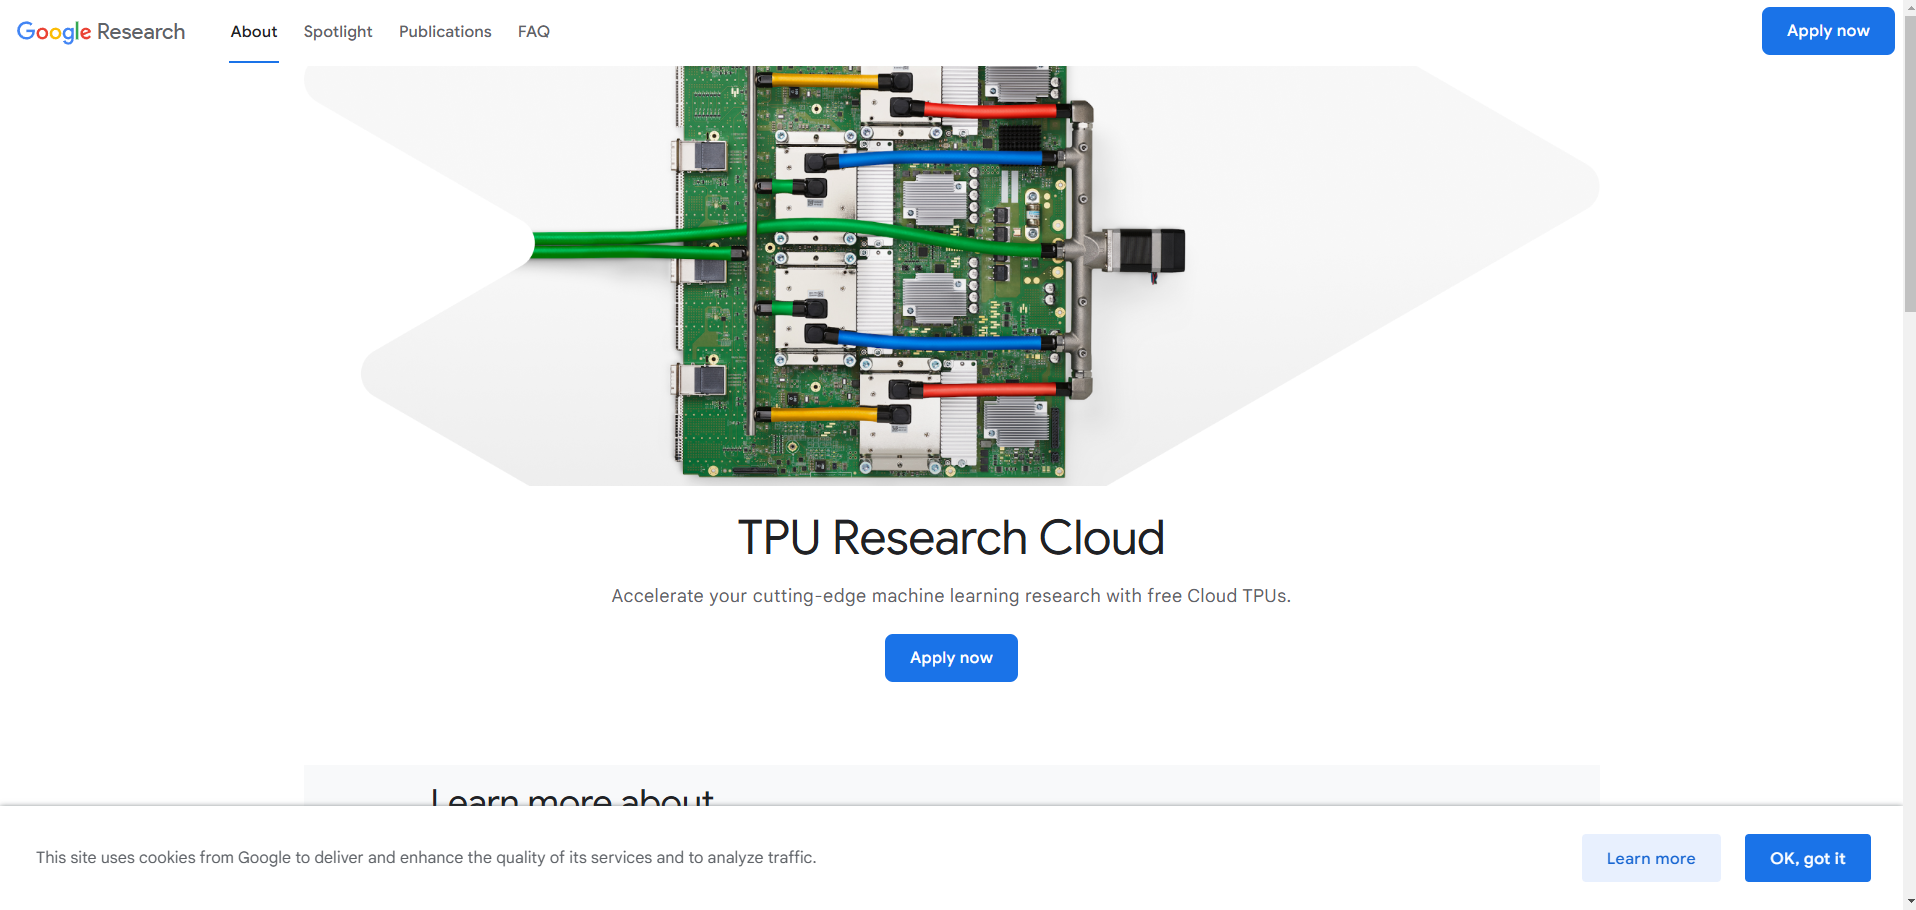 Google Research
About
Spotlight
Publications
FAQ
Apply now
TPU Research Cloud
Accelerate your cutting-edge machine learning research with free Cloud TPUs.
Apply now
Learn more about
This site uses cookies from Google to deliver and enhance the quality of its services and to analyze traffic.
Learn more
OK, got it